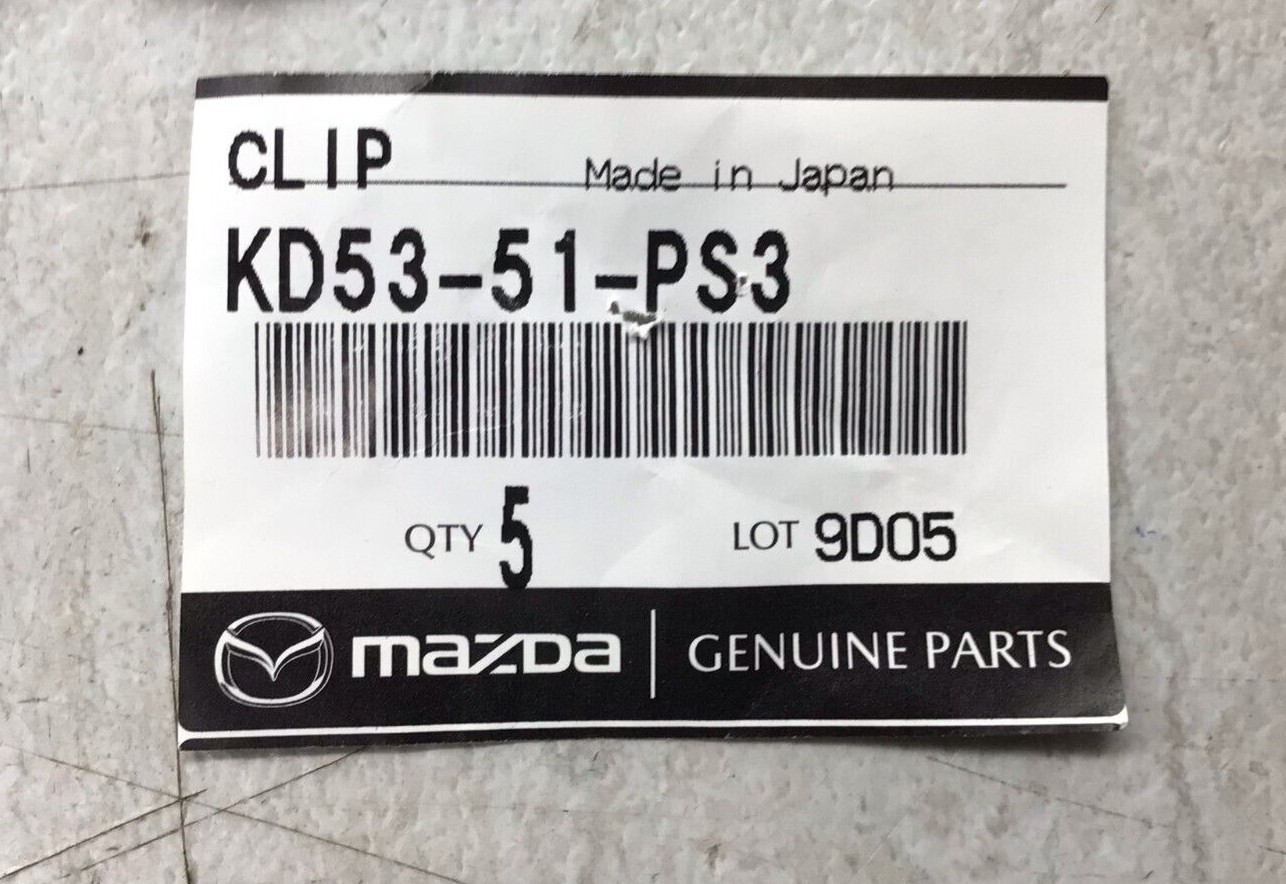 CLIP Made in Japan
KD53-51-PS3
QTY 5 LOT 9D05
mazda GENUINE PARTS